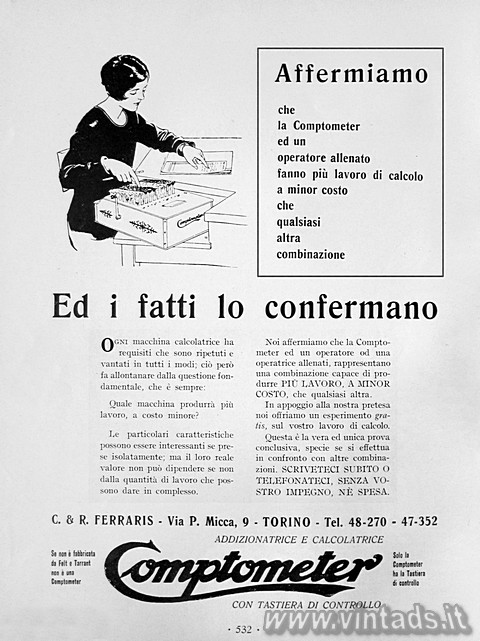 Comptometer
Affermiamo
che
la Comptometer
ed un
operatore allenato
fanno più lavoro di calcolo
a minor costo
che
qualsiasi
altra
combinazione
Ed i fatti lo confermano
OGNI macchina calcolatrice ha
requisiti che sono ripetuti e
vantati in tutti i modi; ciò però
fa allontanare dalla questione fon-
damentale, che è sempre:
Quale macchina produrrà più
lavoro, a costo minore?
Le particolari caratteristiche
possono essere interessanti se pre-
se isolatamente; ma il loro reale
valore non può dipendere se non
dalla quantità di lavoro che pos-
sono dare in complesso.
Noi affermiamo che la Compto-
meter ed un operatore od una
operatrice allenati, rappresentano
una combinazione capace di pro-
durre PIÙ LAVORO, A MINOR
COSTO, che qualsiasi altra.
In appoggio alla nostra pretesa
noi offriamo un esperimento gra-
tis, sul vostro lavoro di calcolo.
Questa è la vera ed unica prova
conclusiva, specie se si effettua
in confronto con altre combina-
zioni. SCRIVETECI SUBITO O
TELEFONATECI, SENZA VO-
STRO IMPEGNO, NÈ SPESA.
C. & R. FERRARIS - Via P. Micca, 9 - TORINO - Tel. 48-270 - 47-352
ADDIZIONATRICE E CALCOLATRICE
Se non è fabbricata
da Felt e Tarrant
non è una
Comptometer
Comptometer
Solo la
Comptometer
ha la Tastiera
di controllo
CON TASTIERA DI CONTROLLO
www.vintads.it
· 532 ·